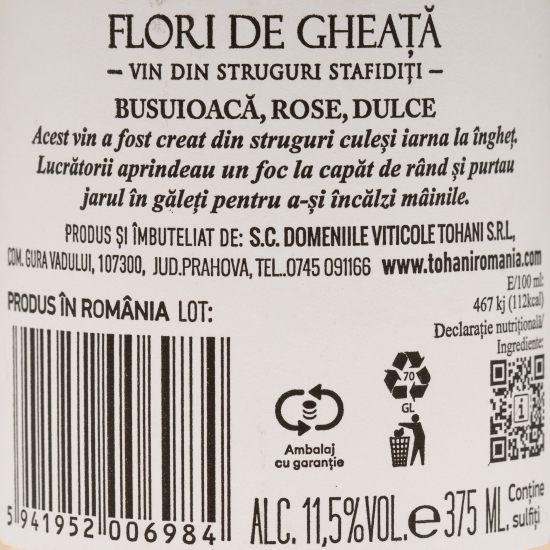 FLORI DE GHEAȚĂ
– VIN DIN STRUGURI STAFIDIȚI –
BUSUIOACĂ, ROSE, DULCE
Acest vin a fost creat din struguri culeși iarna la îngheț.
Lucrătorii aprindeau un foc la capăt de rând și purtau
jarul în găleți pentru a-și încălzi mâinile.
PRODUS ȘI ÎMBUTELIAT DE: S.C. DOMENIILE VITICOLE TOHANI S.R.L,
COM. GURA VADULUI, 107300, JUD.PRAHOVA, TEL..0745 091166 www.tohaniromania.com
E/100 ml:
467 kj (112kcal)
Declarație nutrițională/
Ingrediente:
PRODUS ÎN ROMÂNIA LOT:
70
GL
i
Ambalaj
cu garanție
5 941952 006984
ALC. 11,5%VOL. e 375 ML.
Conține
sulfiți